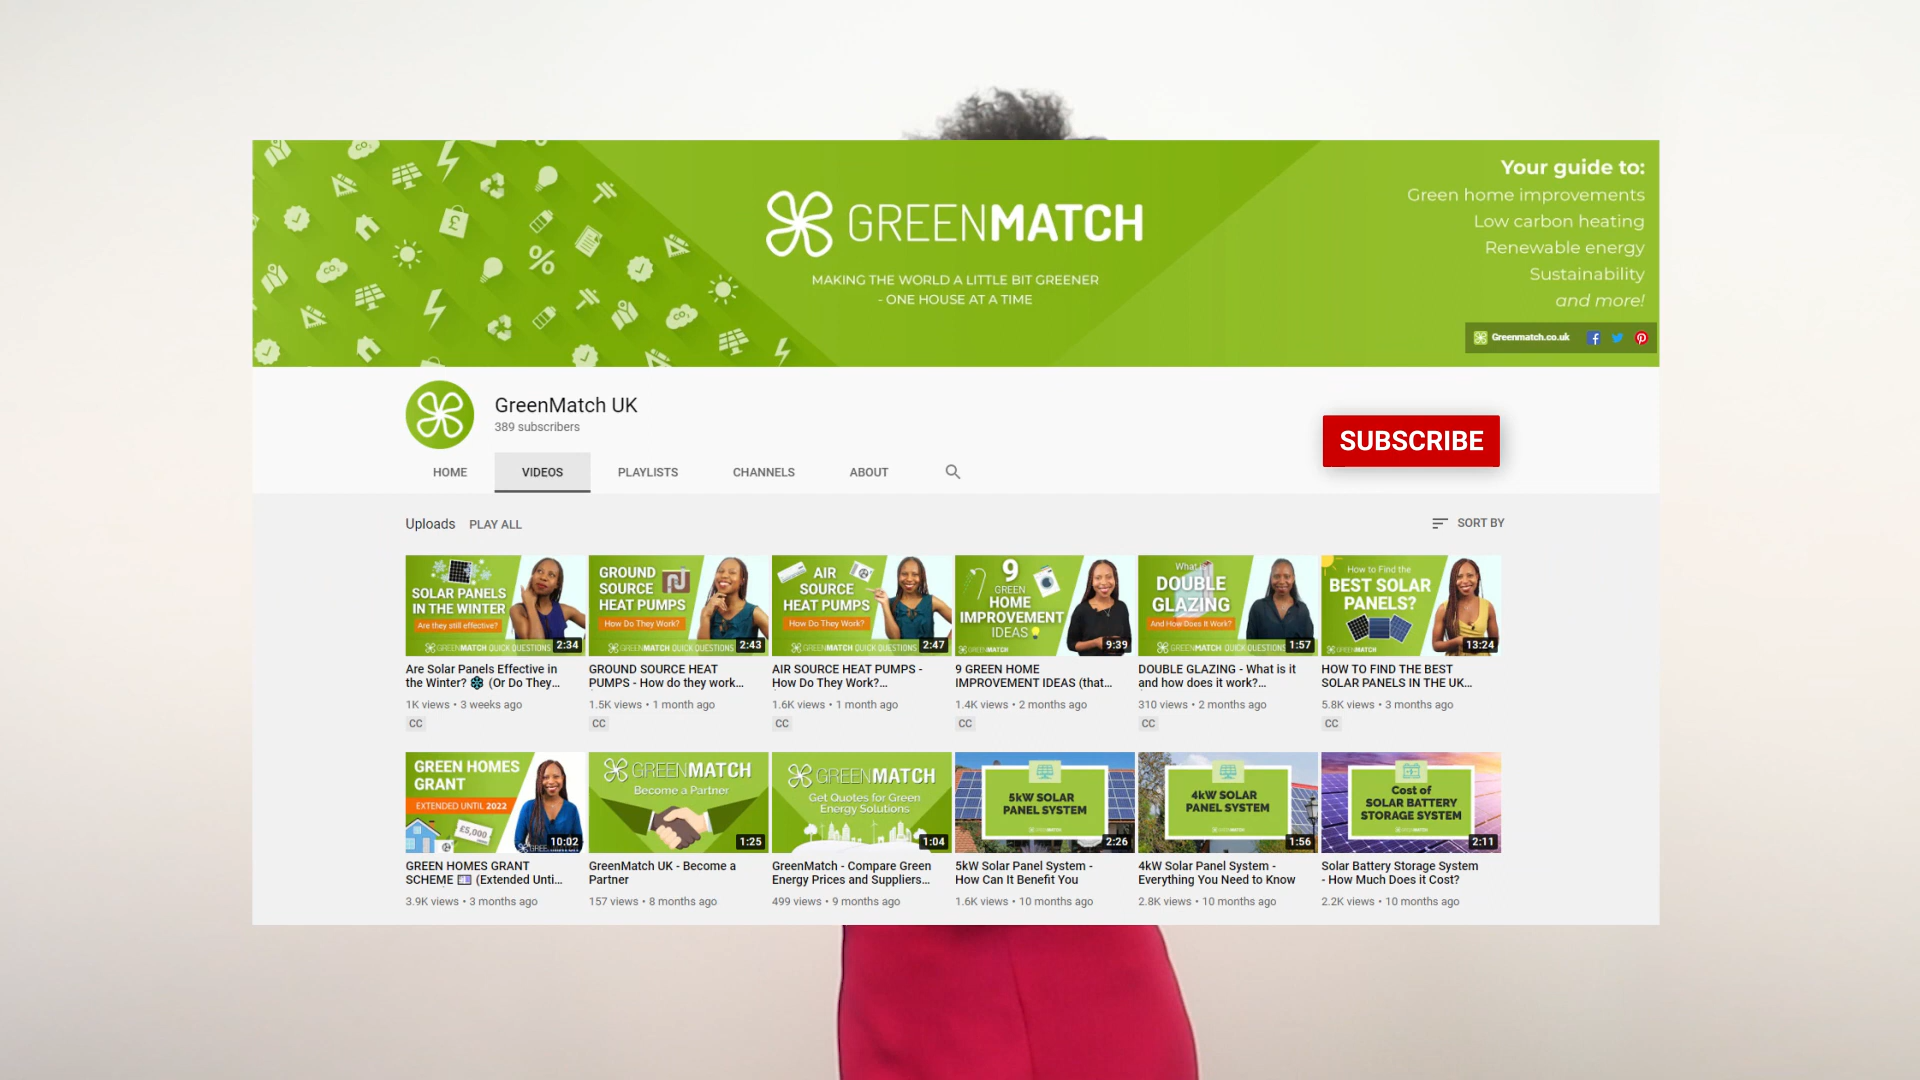 GREENMATCH
MAKING THE WORLD A LITTLE BIT GREENER
- ONE HOUSE AT A TIME
Your guide to:
Green home improvements
Low carbon heating
Renewable energy
Sustainability
and more!
Greenmatch.co.uk
GreenMatch UK
389 subscribers
SUBSCRIBE
HOME VIDEOS PLAYLISTS CHANNELS ABOUT
Uploads PLAY ALL
SORT BY
SOLAR PANELS
IN THE WINTER
Are they still effective?
GREENMATCH QUICK QUESTIONS
2:34
Are Solar Panels Effective in
the Winter? (Or Do They...
1K views • 3 weeks ago
CC
GROUND
SOURCE
HEAT PUMPS
How Do They Work?
GREENMATCH QUICK QUESTIONS
2:43
GROUND SOURCE HEAT
PUMPS - How do they work...
1.5K views • 1 month ago
CC
AIR
SOURCE
HEAT PUMPS
How Do They Work?
GREENMATCH QUICK QUESTIONS
2:47
AIR SOURCE HEAT PUMPS -
How Do They Work?...
1.6K views • 1 month ago
CC
9
GREEN
HOME
IMPROVEMENT
IDEAS
GREENMATCH
9:39
9 GREEN HOME
IMPROVEMENT IDEAS (that...
1.4K views • 2 months ago
CC
What is
DOUBLE
GLAZING
And How Does It Work?
GREENMATCH QUICK QUESTIONS
1:57
DOUBLE GLAZING - What is it
and how does it work?...
310 views • 2 months ago
CC
How to Find the
BEST SOLAR
PANELS?
GREENMATCH
13:24
HOW TO FIND THE BEST
SOLAR PANELS IN THE UK...
5.8K views • 3 months ago
CC
GREEN HOMES
GRANT
EXTENDED UNTIL 2022
£5,000
10:02
GREEN HOMES GRANT
SCHEME (Extended Unti...
3.9K views • 3 months ago
GREENMATCH
Become a Partner
1:25
GreenMatch UK - Become a
Partner
157 views • 8 months ago
GREENMATCH
Get Quotes for Green
Energy Solutions
1:04
GreenMatch - Compare Green
Energy Prices and Suppliers...
499 views • 9 months ago
5kW SOLAR
PANEL SYSTEM
2:26
5kW Solar Panel System -
How Can It Benefit You
1.6K views • 10 months ago
4kW SOLAR
PANEL SYSTEM
1:56
4kW Solar Panel System -
Everything You Need to Know
2.8K views • 10 months ago
Cost of
SOLAR BATTERY
STORAGE SYSTEM
2:11
Solar Battery Storage System
- How Much Does it Cost?
2.2K views • 10 months ago